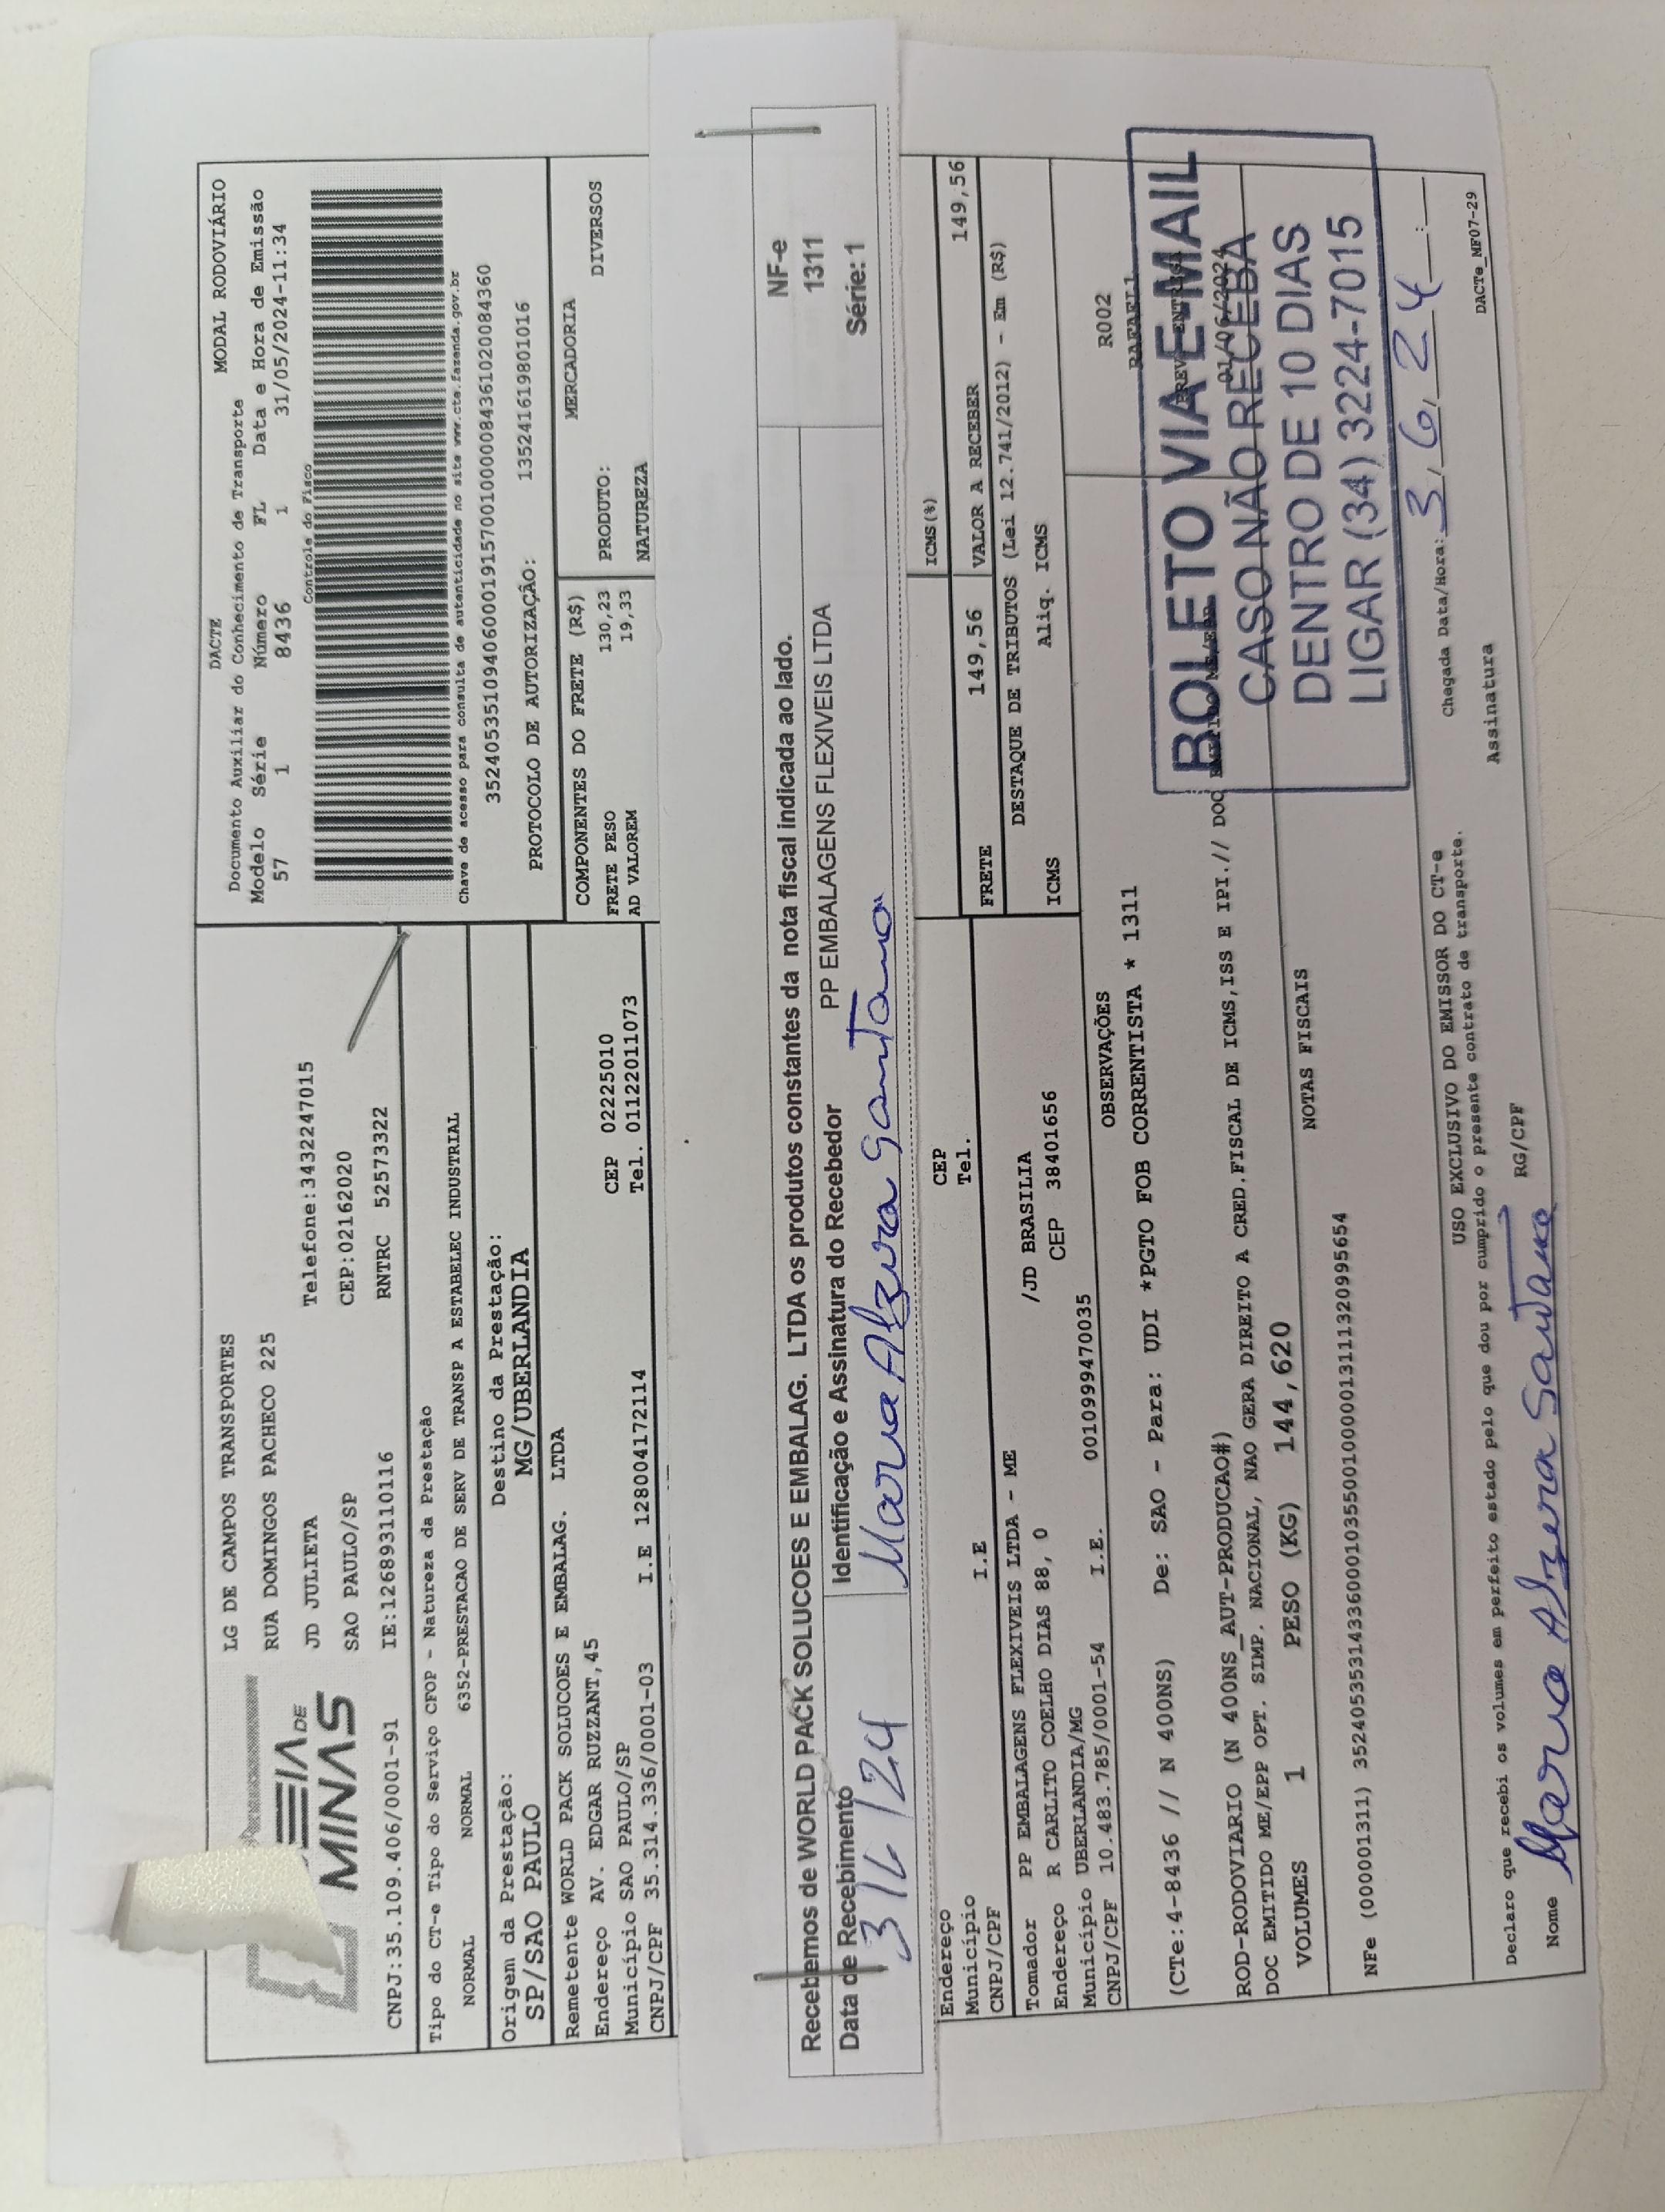 EIA DE
MINAS
LG DE CAMPOS TRANSPORTES
RUA DOMINGOS PACHECO 225
JD JULIETA Telefone:3432247015
SAO PAULO/SP CEP:02162020
CNPJ:35.109.406/0001-91 IE:126893110116 RNTRC 52573322
DACTE MODAL RODOVIÁRIO
Documento Auxiliar do Conhecimento de Transporte
Modelo Série Número FL Data e Hora de Emissão
57 1 8436 1 31/05/2024-11:34
Controle do Fisco
Chave de acesso para consulta de autenticidade no site www.cte.fazenda.gov.br
35240535109406000191570010000084361020084360
PROTOCOLO DE AUTORIZAÇÃO: 135241619801016
Tipo do CT-e Tipo do Serviço CFOP - Natureza da Prestação
NORMAL NORMAL 6352-PRESTACAO DE SERV DE TRANSP A ESTABELEC INDUSTRIAL
Origem da Prestação: Destino da Prestação:
SP/SAO PAULO MG/UBERLANDIA
Remetente WORLD PACK SOLUCOES E EMBALAG. LTDA
Endereço AV. EDGAR RUZZANT,45 CEP 02225010
Município SAO PAULO/SP Tel. 01122011073
CNPJ/CPF 35.314.336/0001-03 I.E 128004172114
COMPONENTES DO FRETE (R$) MERCADORIA
FRETE PESO 130,23 PRODUTO: DIVERSOS
AD VALOREM 19,33 NATUREZA
Recebemos de WORLD PACK SOLUCOES E EMBALAG. LTDA os produtos constantes da nota fiscal indicada ao lado.
Data de Recebimento Identificação e Assinatura do Recebedor PP EMBALAGENS FLEXIVEIS LTDA
3/6/24 Maria Alzira Santana
NF-e
1311
Série: 1
Endereço CEP
Município Tel.
CNPJ/CPF I.E
ICMS(%)
FRETE 149,56 VALOR A RECEBER 149,56
DESTAQUE DE TRIBUTOS (Lei 12.741/2012) - Em (R$)
ICMS Aliq. ICMS
Tomador PP EMBALAGENS FLEXIVEIS LTDA - ME
Endereço R CARLITO COELHO DIAS 88, 0 /JD BRASILIA
Município UBERLANDIA/MG CEP 38401656
CNPJ/CPF 10.483.785/0001-54 I.E. 0010999470035
OBSERVAÇÕES
R002
RAFAEL1
(CTe:4-8436 // N 400NS) De: SAO - Para: UDI *PGTO FOB CORRENTISTA * 1311
01/06/2024
ROD-RODOVIARIO (N 400NS_AUT-PRODUCAO#)
DOC EMITIDO ME/EPP OPT. SIMP. NACIONAL, NAO GERA DIREITO A CRED.FISCAL DE ICMS,ISS E IPI.// DOC
VOLUMES 1 PESO (KG) 144,620
NOTAS FISCAIS
NFe (000001311) 35240535314336000103550010000013111320995654
BOLETO VIA E-MAIL
CASO NÃO RECEBA
DENTRO DE 10 DIAS
LIGAR (34) 3224-7015
USO EXCLUSIVO DO EMISSOR DO CT-e
Declaro que recebi os volumes em perfeito estado pelo que dou por cumprido o presente contrato de transporte.
Chegada Data/Hora: 3, 6, 24 __:__
Nome Maria Alzira Santana RG/CPF Assinatura
DACTe_MF07-29